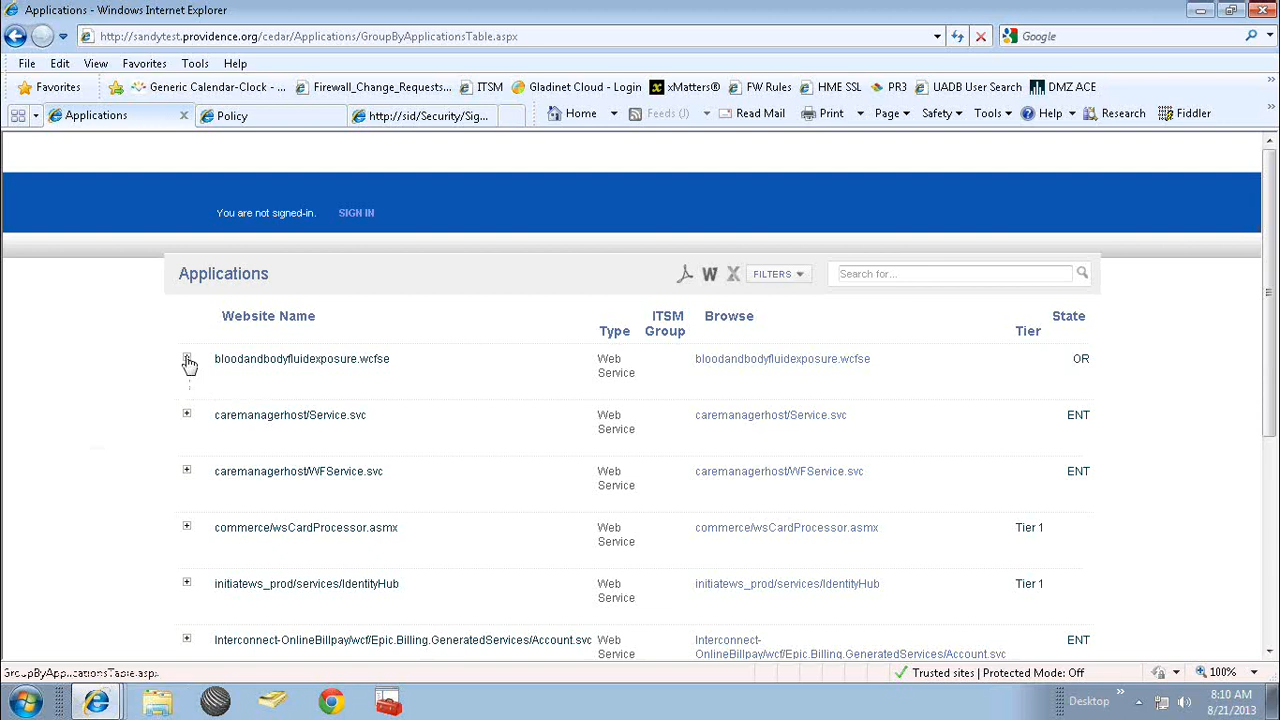 Applications - Windows Internet Explorer
http://sandytest.providence.org/cedar/Applications/GroupByApplicationsTable.aspx
Google
File Edit View Favorites Tools Help
Favorites Generic Calendar-Clock - ... Firewall_Change_Requests... ITSM Gladinet Cloud - Login xMatters® FW Rules HME SSL PR3 UADB User Search DMZ ACE
Applications Policy http://sid/Security/Sig... Home Feeds (J) Read Mail Print Page Safety Tools Help Research Fiddler
You are not signed-in. SIGN IN
Applications W X FILTERS Search for...
Website Name Type ITSM Group Browse Tier State
bloodandbodyfluidexposure.wcfse Web Service bloodandbodyfluidexposure.wcfse OR
caremanagerhost/Service.svc Web Service caremanagerhost/Service.svc ENT
caremanagerhost/WFService.svc Web Service caremanagerhost/WFService.svc ENT
commerce/wsCardProcessor.asmx Web Service commerce/wsCardProcessor.asmx Tier 1
initiatews_prod/services/IdentityHub Web Service initiatews_prod/services/IdentityHub Tier 1
Interconnect-OnlineBillpay/wcf/Epic.Billing.GeneratedServices/Account.svc Web Service Interconnect-OnlineBillpay/wcf/Epic.Billing.GeneratedServices/Account.svc ENT
GroupByApplicationsTable.aspx Trusted sites | Protected Mode: Off 100%
Desktop 8:10 AM
8/21/2013